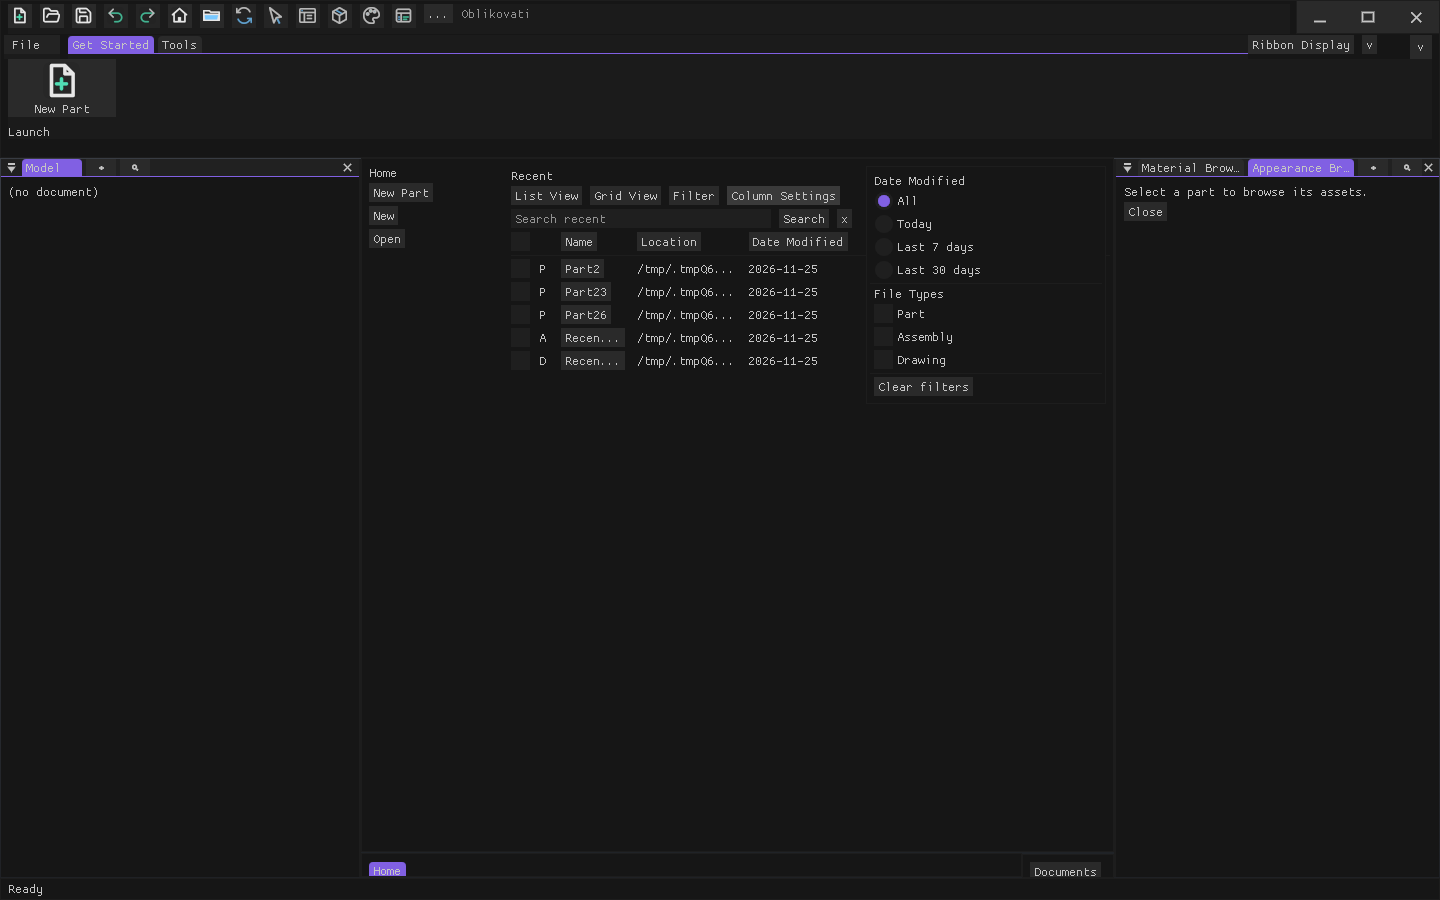 ... Oblikovati
File Get Started Tools Ribbon Display v v
New Part
Launch
Model
(no document)
Home
New Part
New
Open
Recent
List View Grid View Filter Column Settings
Search recent Search x
Name Location Date Modified
P Part2 /tmp/.tmpQ6... 2026-11-25
P Part23 /tmp/.tmpQ6... 2026-11-25
P Part26 /tmp/.tmpQ6... 2026-11-25
A Recen... /tmp/.tmpQ6... 2026-11-25
D Recen... /tmp/.tmpQ6... 2026-11-25
Date Modified
All
Today
Last 7 days
Last 30 days
File Types
Part
Assembly
Drawing
Clear filters
Material Brow… Appearance Br…
Select a part to browse its assets.
Close
Home Documents
Ready